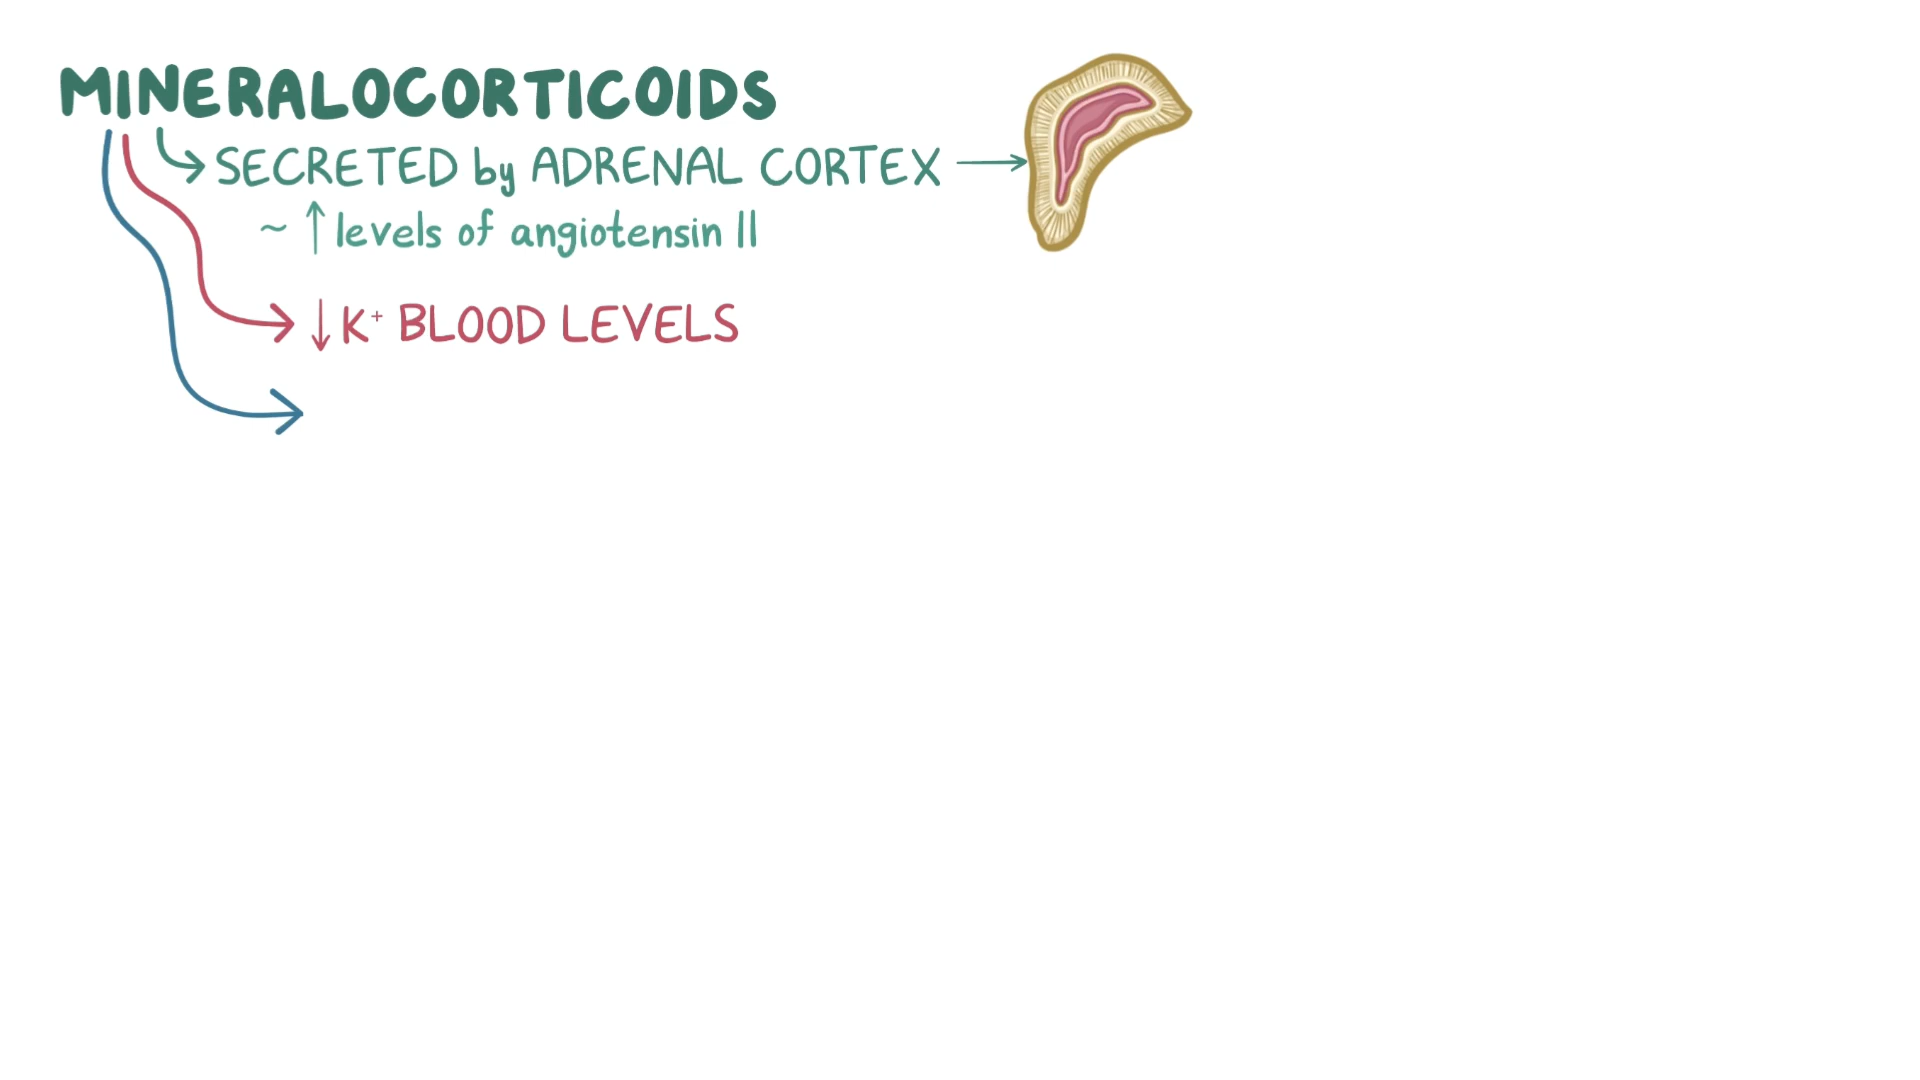 MINERALOCORTICOIDS
SECRETED by ADRENAL CORTEX
~ ↑ levels of angiotensin II
↓ K⁺ BLOOD LEVELS